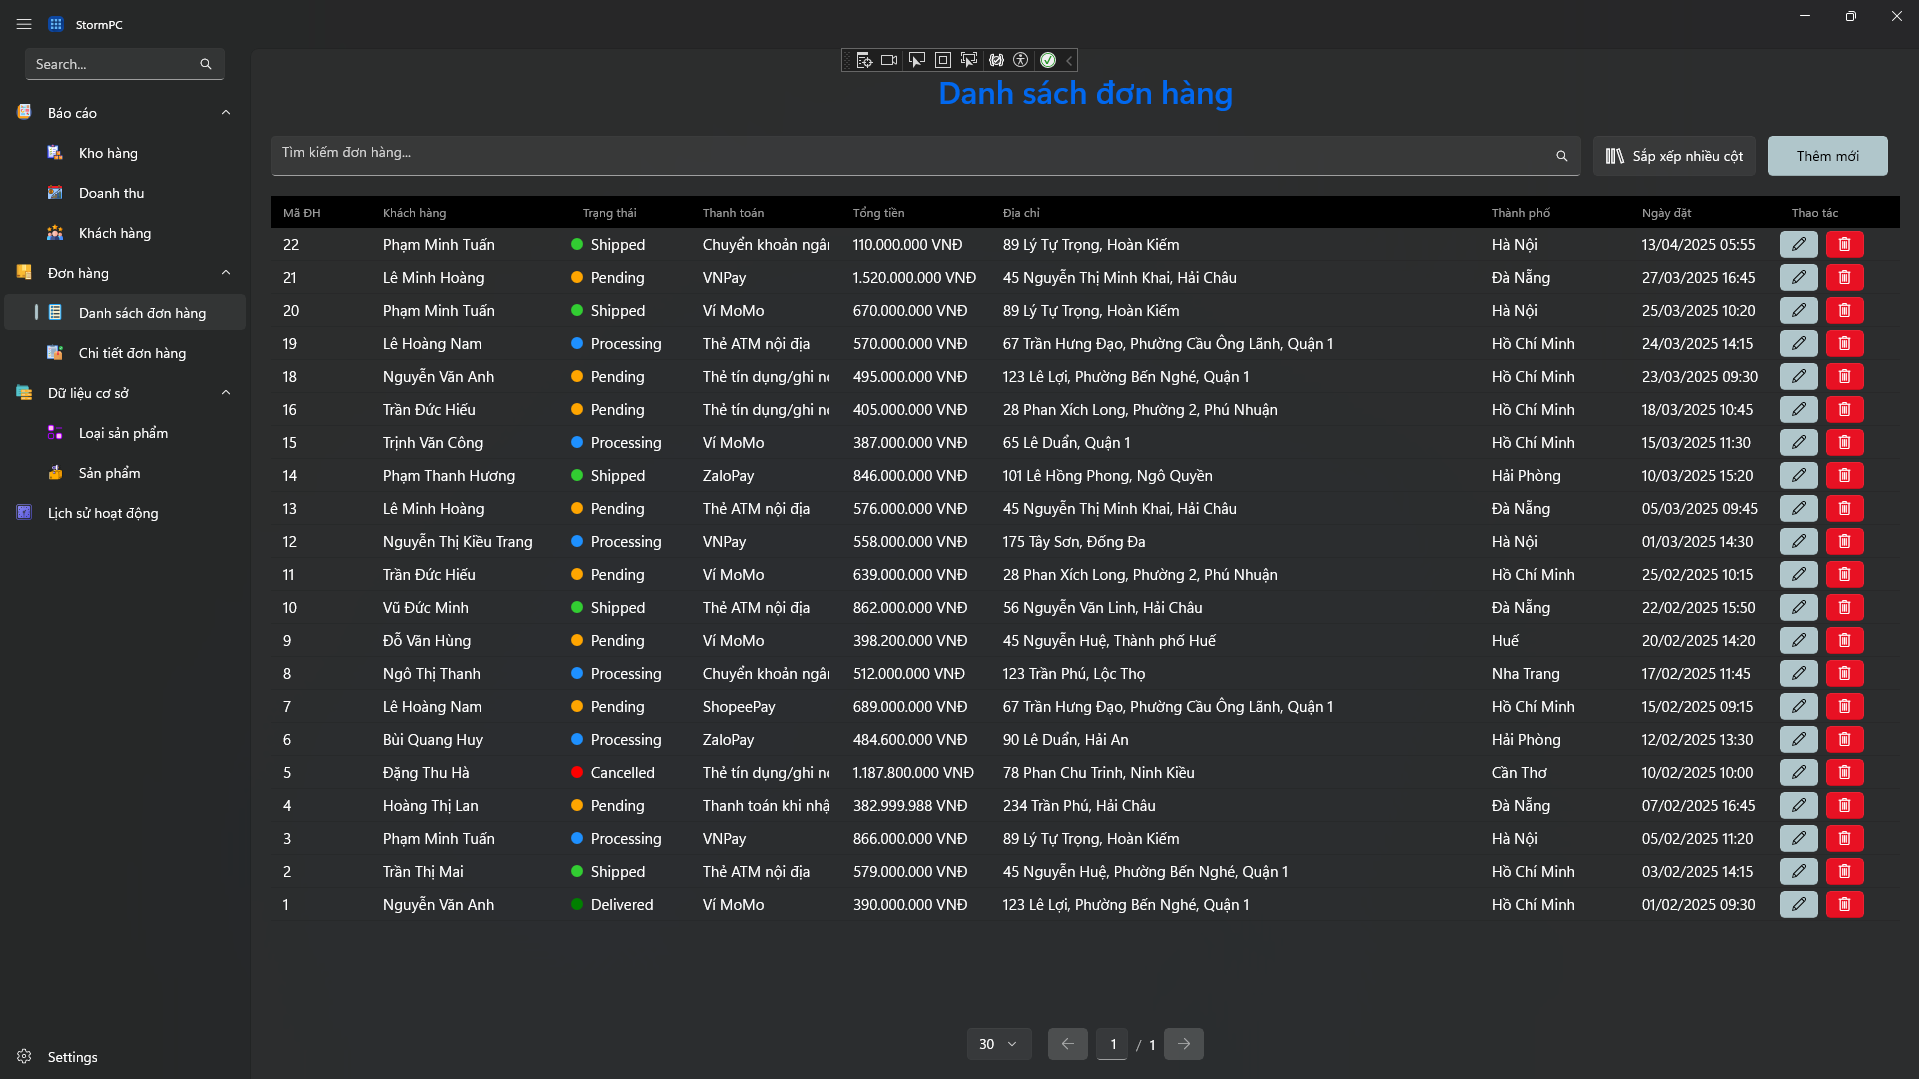 StormPC
Search...
Báo cáo
Kho hàng
Doanh thu
Khách hàng
Đơn hàng
Danh sách đơn hàng
Chi tiết đơn hàng
Dữ liệu cơ sở
Loại sản phẩm
Sản phẩm
Lịch sử hoạt động
Settings
Danh sách đơn hàng
Tìm kiếm đơn hàng...
Sắp xếp nhiều cột
Thêm mới
Mã ĐH Khách hàng Trạng thái Thanh toán Tổng tiền Địa chỉ Thành phố Ngày đặt Thao tác
22 Phạm Minh Tuấn Shipped Chuyển khoản ngân 110.000.000 VNĐ 89 Lý Tự Trọng, Hoàn Kiếm Hà Nội 13/04/2025 05:55
21 Lê Minh Hoàng Pending VNPay 1.520.000.000 VNĐ 45 Nguyễn Thị Minh Khai, Hải Châu Đà Nẵng 27/03/2025 16:45
20 Phạm Minh Tuấn Shipped Ví MoMo 670.000.000 VNĐ 89 Lý Tự Trọng, Hoàn Kiếm Hà Nội 25/03/2025 10:20
19 Lê Hoàng Nam Processing Thẻ ATM nội địa 570.000.000 VNĐ 67 Trần Hưng Đạo, Phường Cầu Ông Lãnh, Quận 1 Hồ Chí Minh 24/03/2025 14:15
18 Nguyễn Văn Anh Pending Thẻ tín dụng/ghi nợ 495.000.000 VNĐ 123 Lê Lợi, Phường Bến Nghé, Quận 1 Hồ Chí Minh 23/03/2025 09:30
16 Trần Đức Hiếu Pending Thẻ tín dụng/ghi nợ 405.000.000 VNĐ 28 Phan Xích Long, Phường 2, Phú Nhuận Hồ Chí Minh 18/03/2025 10:45
15 Trịnh Văn Công Processing Ví MoMo 387.000.000 VNĐ 65 Lê Duẩn, Quận 1 Hồ Chí Minh 15/03/2025 11:30
14 Phạm Thanh Hương Shipped ZaloPay 846.000.000 VNĐ 101 Lê Hồng Phong, Ngô Quyền Hải Phòng 10/03/2025 15:20
13 Lê Minh Hoàng Pending Thẻ ATM nội địa 576.000.000 VNĐ 45 Nguyễn Thị Minh Khai, Hải Châu Đà Nẵng 05/03/2025 09:45
12 Nguyễn Thị Kiều Trang Processing VNPay 558.000.000 VNĐ 175 Tây Sơn, Đống Đa Hà Nội 01/03/2025 14:30
11 Trần Đức Hiếu Pending Ví MoMo 639.000.000 VNĐ 28 Phan Xích Long, Phường 2, Phú Nhuận Hồ Chí Minh 25/02/2025 10:15
10 Vũ Đức Minh Shipped Thẻ ATM nội địa 862.000.000 VNĐ 56 Nguyễn Văn Linh, Hải Châu Đà Nẵng 22/02/2025 15:50
9 Đỗ Văn Hùng Pending Ví MoMo 398.200.000 VNĐ 45 Nguyễn Huệ, Thành phố Huế Huế 20/02/2025 14:20
8 Ngô Thị Thanh Processing Chuyển khoản ngân 512.000.000 VNĐ 123 Trần Phú, Lộc Thọ Nha Trang 17/02/2025 11:45
7 Lê Hoàng Nam Pending ShopeePay 689.000.000 VNĐ 67 Trần Hưng Đạo, Phường Cầu Ông Lãnh, Quận 1 Hồ Chí Minh 15/02/2025 09:15
6 Bùi Quang Huy Processing ZaloPay 484.600.000 VNĐ 90 Lê Duẩn, Hải An Hải Phòng 12/02/2025 13:30
5 Đặng Thu Hà Cancelled Thẻ tín dụng/ghi nợ 1.187.800.000 VNĐ 78 Phan Chu Trinh, Ninh Kiều Cần Thơ 10/02/2025 10:00
4 Hoàng Thị Lan Pending Thanh toán khi nhậ 382.999.988 VNĐ 234 Trần Phú, Hải Châu Đà Nẵng 07/02/2025 16:45
3 Phạm Minh Tuấn Processing VNPay 866.000.000 VNĐ 89 Lý Tự Trọng, Hoàn Kiếm Hà Nội 05/02/2025 11:20
2 Trần Thị Mai Shipped Thẻ ATM nội địa 579.000.000 VNĐ 45 Nguyễn Huệ, Phường Bến Nghé, Quận 1 Hồ Chí Minh 03/02/2025 14:15
1 Nguyễn Văn Anh Delivered Ví MoMo 390.000.000 VNĐ 123 Lê Lợi, Phường Bến Nghé, Quận 1 Hồ Chí Minh 01/02/2025 09:30
30 1 / 1